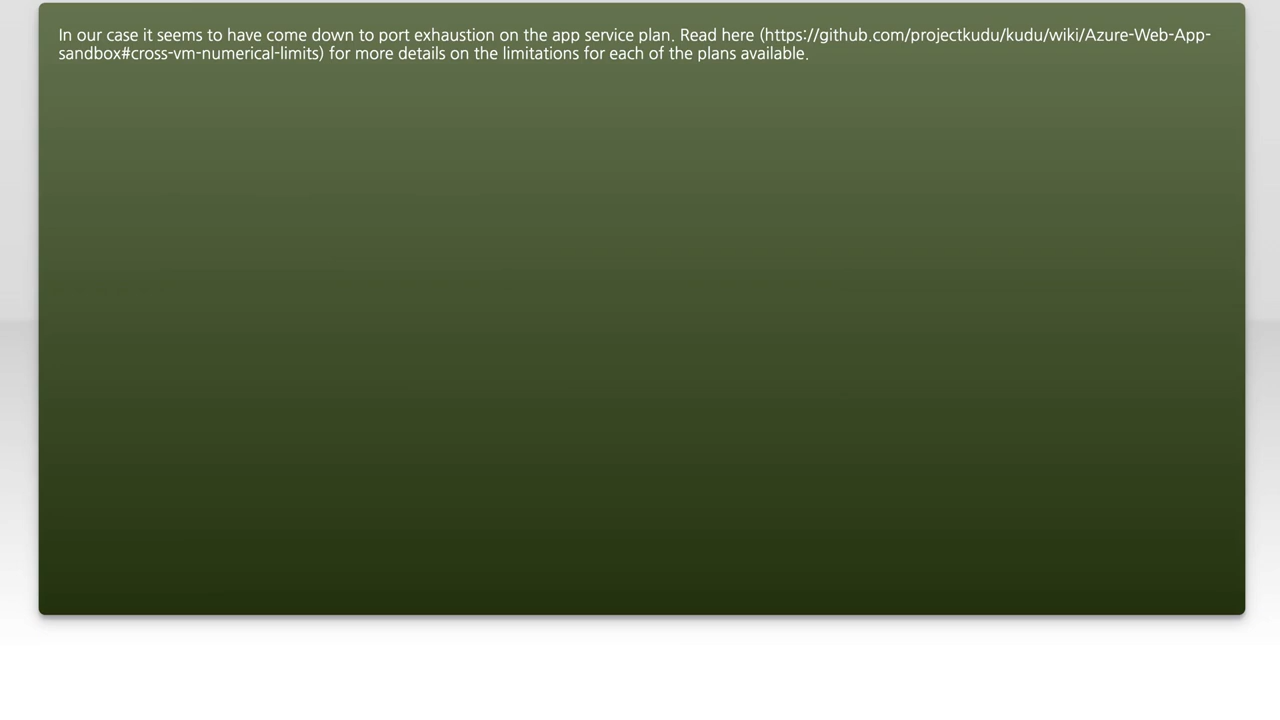 In our case it seems to have come down to port exhaustion on the app service plan. Read here (https://github.com/projectkudu/kudu/wiki/Azure-Web-App-
sandbox#cross-vm-numerical-limits) for more details on the limitations for each of the plans available.